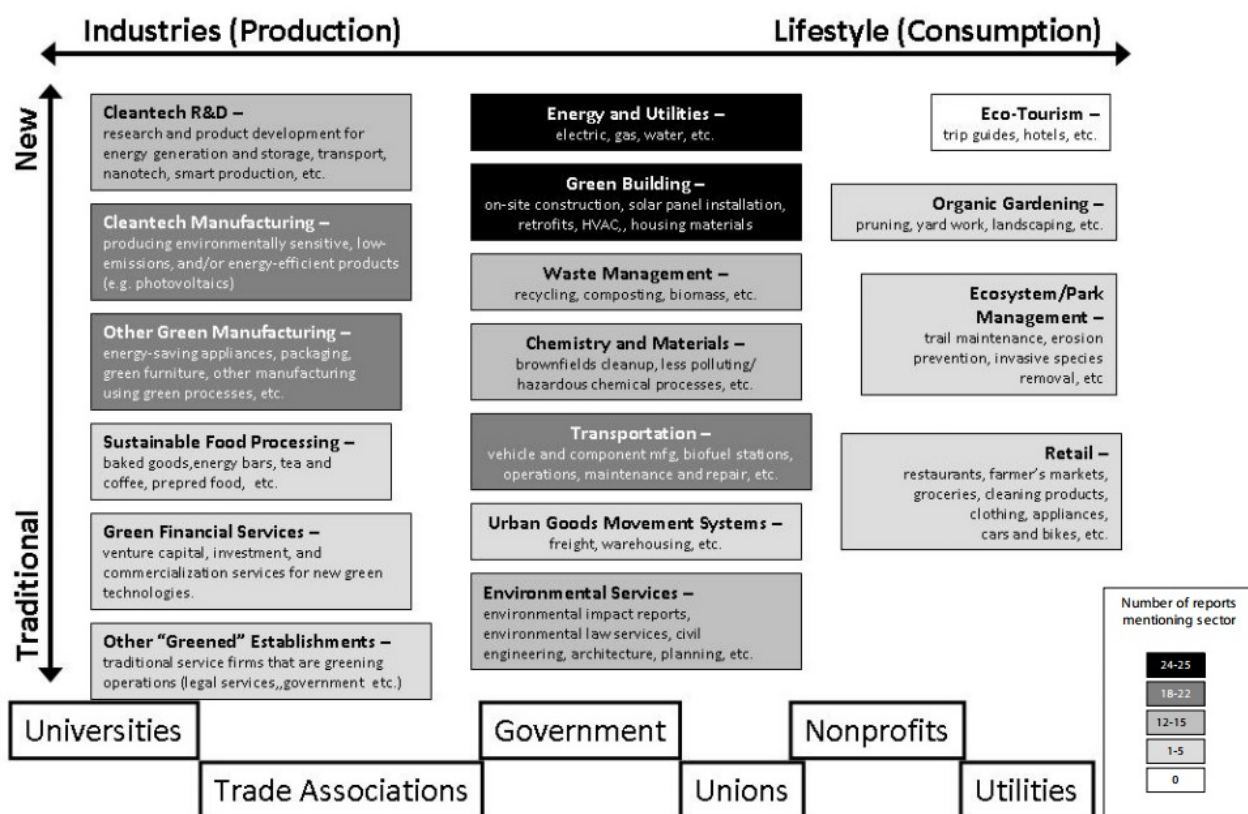 Industries (Production)
Lifestyle (Consumption)
New
Traditional
Cleantech R&D –
research and product development for
energy generation and storage, transport,
nanotech, smart production, etc.
Cleantech Manufacturing –
producing environmentally sensitive, low-
emissions, and/or energy-efficient products
(e.g. photovoltaics)
Other Green Manufacturing –
energy-saving appliances, packaging,
green furniture, other manufacturing
using green processes, etc.
Sustainable Food Processing –
baked goods,energy bars, tea and
coffee, prepred food, etc.
Green Financial Services –
venture capital, investment, and
commercialization services for new green
technologies.
Other “Greened” Establishments –
traditional service firms that are greening
operations (legal services,,government etc.)
Energy and Utilities –
electric, gas, water, etc.
Green Building –
on-site construction, solar panel installation,
retrofits, HVAC,, housing materials
Waste Management –
recycling, composting, biomass, etc.
Chemistry and Materials –
brownfields cleanup, less polluting/
hazardous chemical processes, etc.
Transportation –
vehicle and component mfg, biofuel stations,
operations, maintenance and repair, etc.
Urban Goods Movement Systems –
freight, warehousing, etc.
Environmental Services –
environmental impact reports,
environmental law services, civil
engineering, architecture, planning, etc.
Eco-Tourism –
trip guides, hotels, etc.
Organic Gardening –
pruning, yard work, landscaping, etc.
Ecosystem/Park
Management –
trail maintenance, erosion
prevention, invasive species
removal, etc
Retail –
restaurants, farmer’s markets,
groceries, cleaning products,
clothing, appliances,
cars and bikes, etc.
Number of reports
mentioning sector
24-25
18-22
12-15
1-5
0
Universities
Trade Associations
Government
Unions
Nonprofits
Utilities